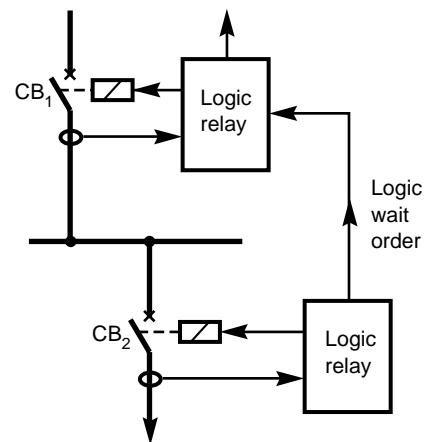 CB₁
Logic
relay
Logic
wait
order
CB₂
Logic
relay